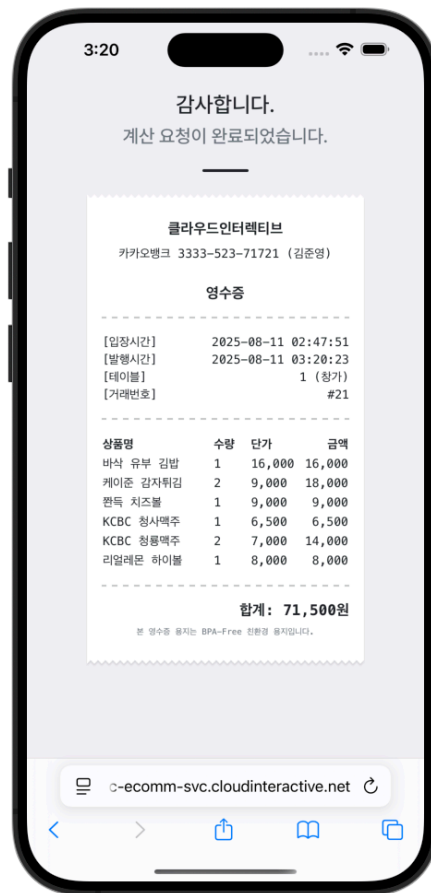 3:20
감사합니다.
계산 요청이 완료되었습니다.
클라우드인터렉티브
카카오뱅크 3333-523-71721 (김준영)
영수증
[입장시간] 2025-08-11 02:47:51
[발행시간] 2025-08-11 03:20:23
[테이블] 1 (창가)
[거래번호] #21
상품명 수량 단가 금액
바삭 유부 김밥 1 16,000 16,000
케이준 감자튀김 2 9,000 18,000
짠득 치즈볼 1 9,000 9,000
KCBC 청사맥주 1 6,500 6,500
KCBC 청룡맥주 2 7,000 14,000
리얼레몬 하이볼 1 8,000 8,000
합계: 71,500원
본 영수증 용지는 BPA-Free 친환경 용지입니다.
c-ecomm-svc.cloudinteractive.net